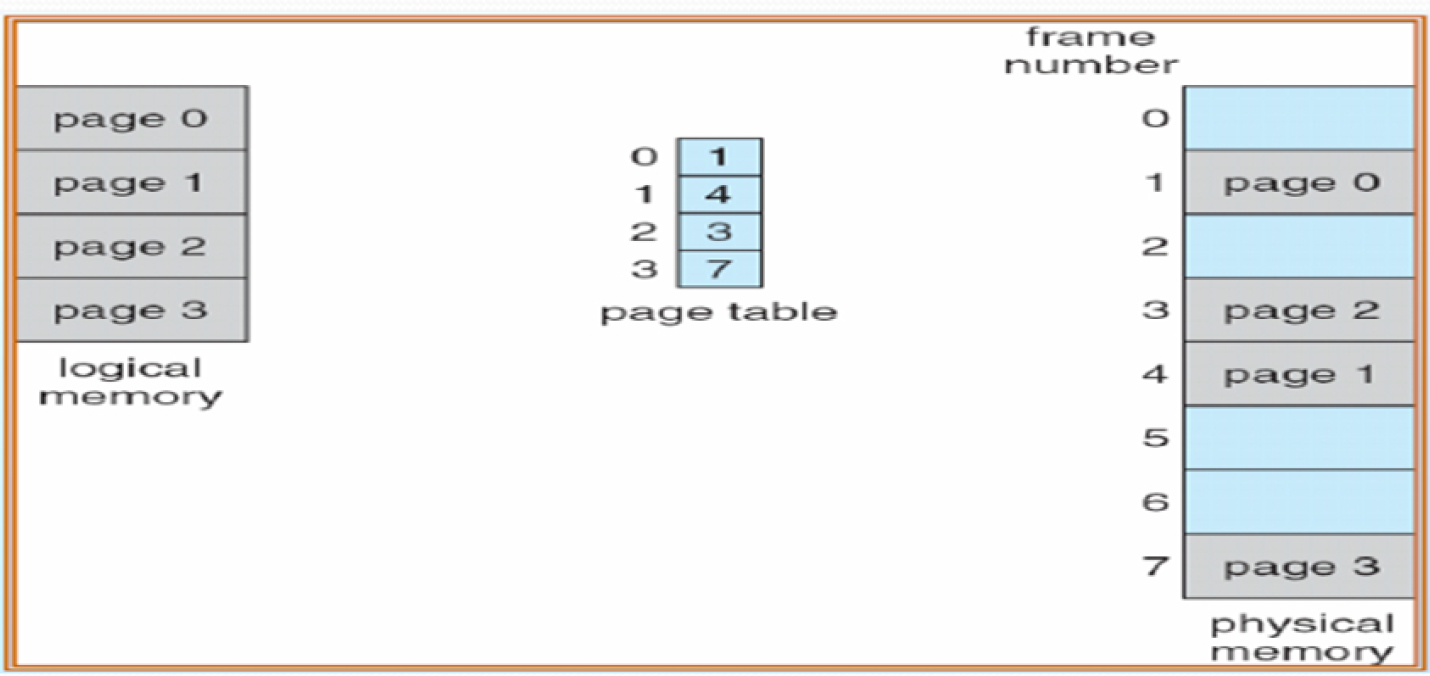 page 0
page 1
page 2
page 3
logical
memory
0 1
1 4
2 3
3 7
page table
frame
number
0
1 page 0
2
3 page 2
4 page 1
5
6
7 page 3
physical
memory